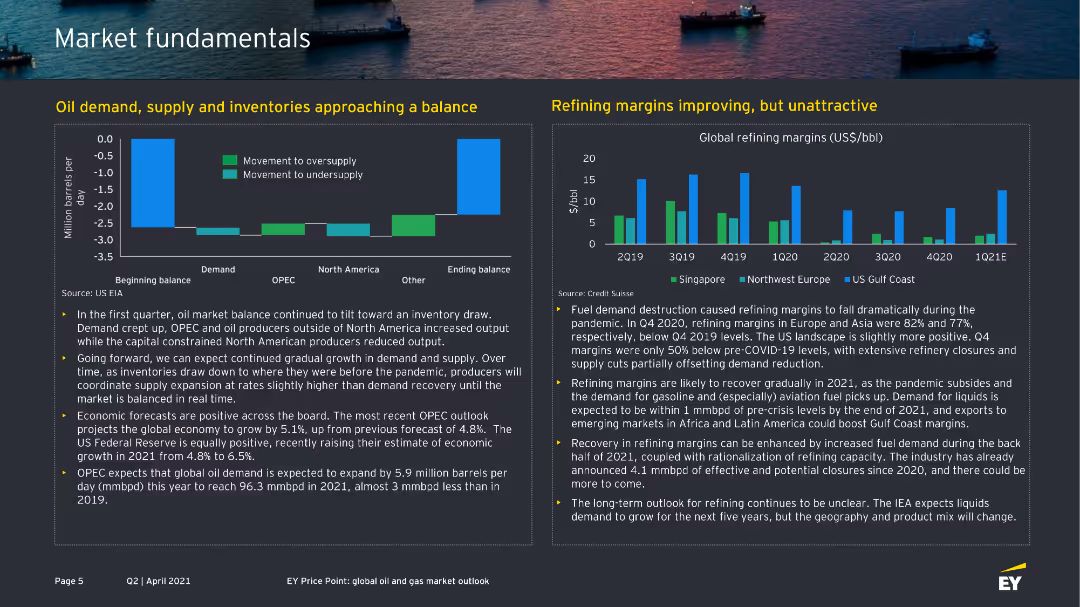 Market fundamentals
Oil demand, supply and inventories approaching a balance
Million barrels per
day
0.0
-0.5
-1.0
-1.5
-2.0
-2.5
-3.0
-3.5
Movement to oversupply
Movement to undersupply
Beginning balance
Demand
OPEC
North America
Other
Ending balance
Source: US EIA
In the first quarter, oil market balance continued to tilt toward an inventory draw.
Demand crept up, OPEC and oil producers outside of North America increased output
while the capital constrained North American producers reduced output.
Going forward, we can expect continued gradual growth in demand and supply. Over
time, as inventories draw down to where they were before the pandemic, producers will
coordinate supply expansion at rates slightly higher than demand recovery until the
market is balanced in real time.
Economic forecasts are positive across the board. The most recent OPEC outlook
projects the global economy to grow by 5.1%, up from previous forecast of 4.8%. The
US Federal Reserve is equally positive, recently raising their estimate of economic
growth in 2021 from 4.8% to 6.5%.
OPEC expects that global oil demand is expected to expand by 5.9 million barrels per
day (mmbpd) this year to reach 96.3 mmbpd in 2021, almost 3 mmbpd less than in
2019.
Refining margins improving, but unattractive
Global refining margins (US$/bbl)
$/bbl
20
15
10
5
0
2Q19 3Q19 4Q19 1Q20 2Q20 3Q20 4Q20 1Q21E
Singapore Northwest Europe US Gulf Coast
Source: Credit Suisse
Fuel demand destruction caused refining margins to fall dramatically during the
pandemic. In Q4 2020, refining margins in Europe and Asia were 82% and 77%,
respectively, below Q4 2019 levels. The US landscape is slightly more positive. Q4
margins were only 50% below pre-COVID-19 levels, with extensive refinery closures and
supply cuts partially offsetting demand reduction.
Refining margins are likely to recover gradually in 2021, as the pandemic subsides and
the demand for gasoline and (especially) aviation fuel picks up. Demand for liquids is
expected to be within 1 mmbpd of pre-crisis levels by the end of 2021, and exports to
emerging markets in Africa and Latin America could boost Gulf Coast margins.
Recovery in refining margins can be enhanced by increased fuel demand during the back
half of 2021, coupled with rationalization of refining capacity. The industry has already
announced 4.1 mmbpd of effective and potential closures since 2020, and there could be
more to come.
The long-term outlook for refining continues to be unclear. The IEA expects liquids
demand to grow for the next five years, but the geography and product mix will change.
Page 5 Q2 | April 2021 EY Price Point: global oil and gas market outlook
EY